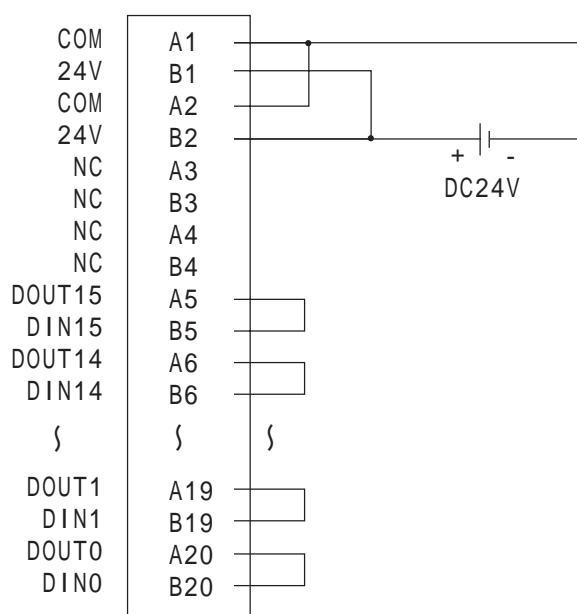 COM A1
24V B1
COM A2
24V B2
+ -
NC A3
DC24V
NC B3
NC A4
NC B4
DOUT15 A5
DIN15 B5
DOUT14 A6
DIN14 B6
DOUT1 A19
DIN1 B19
DOUT0 A20
DIN0 B20